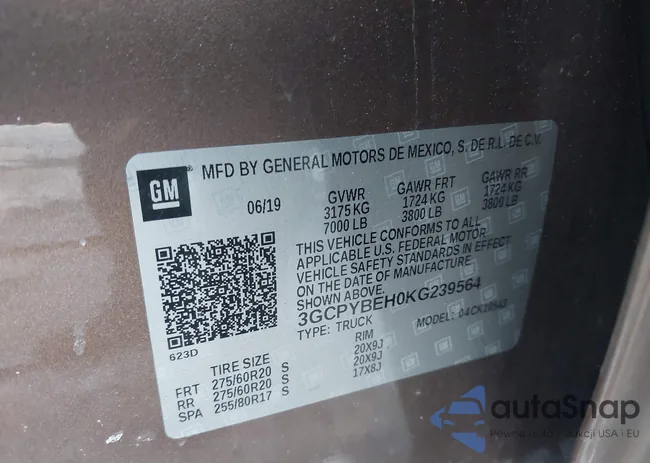 GM
MFD BY GENERAL MOTORS DE MEXICO, S. DE R.L. DE C.V.
06/19 GVWR GAWR FRT GAWR RR
3175 KG 1724 KG 1724 KG
7000 LB 3800 LB 3800 LB
THIS VEHICLE CONFORMS TO ALL
APPLICABLE U.S. FEDERAL MOTOR
VEHICLE SAFETY STANDARDS IN EFFECT
ON THE DATE OF MANUFACTURE
SHOWN ABOVE.
3GCPYBEH0KG239564
TYPE: TRUCK MODEL:
623D
TIRE SIZE RIM
FRT 275/60R20 S 20X9J
RR 275/60R20 S 20X9J
SPA 255/80R17 S 17X8J
autoSnap
USA i EU